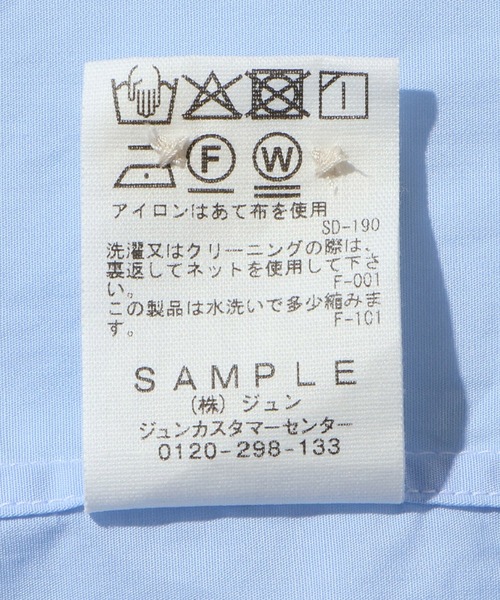 F W
アイロンはあて布を使用
SD-190
洗濯又はクリーニングの際は、
裏返してネットを使用して下さ
い。
F-001
この製品は水洗いで多少縮みま
す。
F-101
SAMPLE
(株) ジュン
ジュンカスタマーセンター
0120-298-133